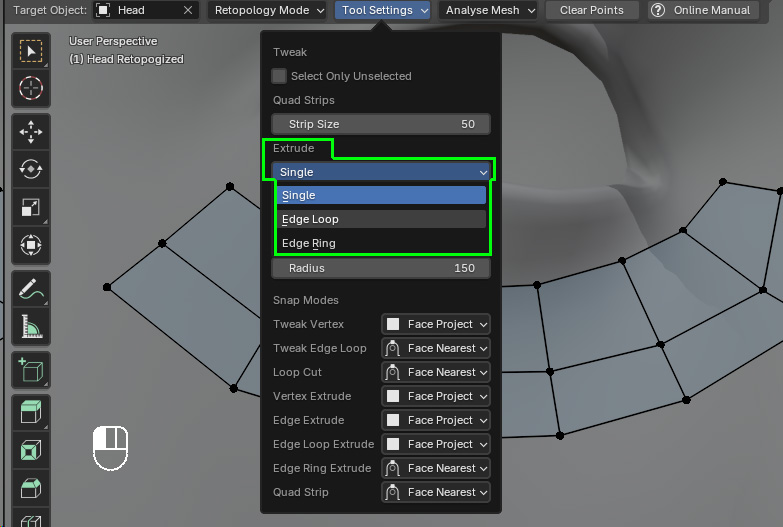 Target Object: Head Retopology Mode Tool Settings Analyse Mesh Clear Points Online Manual
User Perspective
(1) Head Retopogized
Tweak
Select Only Unselected
Quad Strips
Strip Size 50
Extrude
Single
Single
Edge Loop
Edge Ring
Radius 150
Snap Modes
Tweak Vertex Face Project
Tweak Edge Loop Face Nearest
Loop Cut Face Nearest
Vertex Extrude Face Project
Edge Extrude Face Project
Edge Loop Extrude Face Project
Edge Ring Extrude Face Nearest
Quad Strip Face Nearest